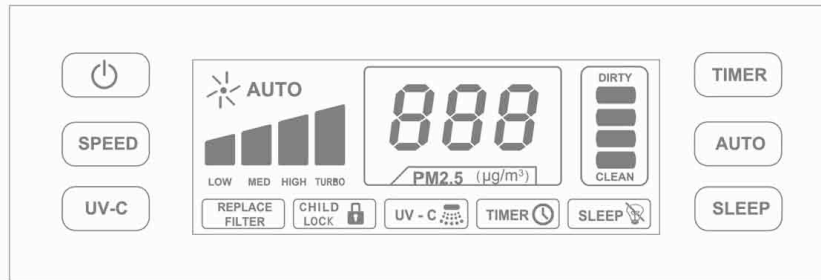 SPEED
UV-C
AUTO
LOW MED HIGH TURBO
888
PM2.5 (µg/m³)
DIRTY
CLEAN
REPLACE
FILTER
CHILD
LOCK
UV - C
TIMER
SLEEP
TIMER
AUTO
SLEEP